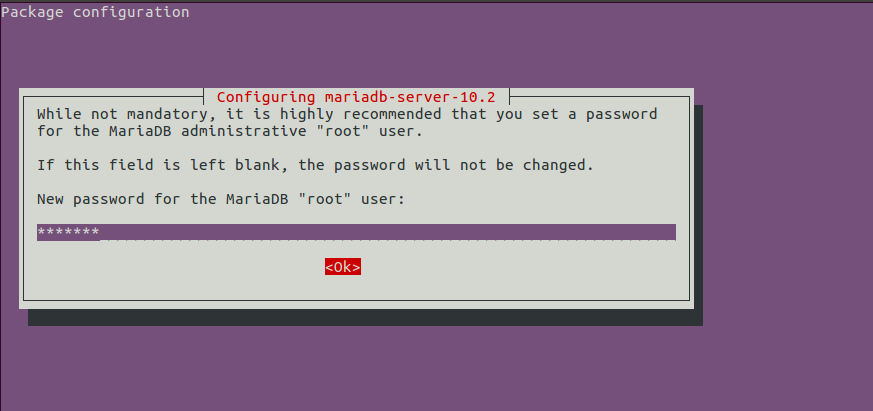 Package configuration
Configuring mariadb-server-10.2
While not mandatory, it is highly recommended that you set a password
for the MariaDB administrative "root" user.
If this field is left blank, the password will not be changed.
New password for the MariaDB "root" user:
*******
<Ok>